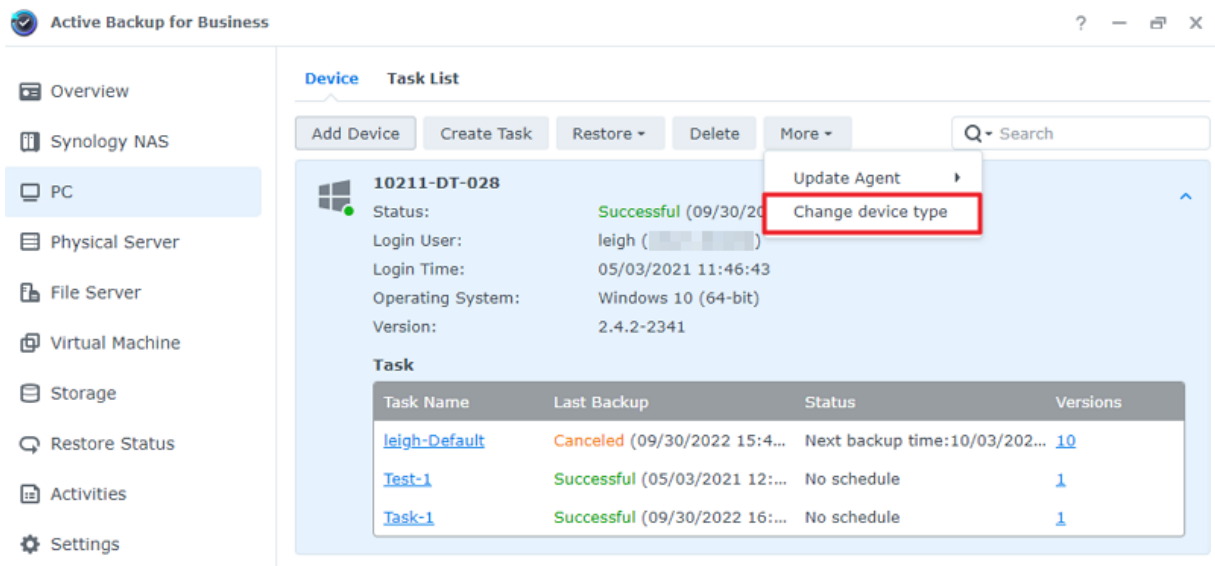 Active Backup for Business
?
Overview
Synology NAS
PC
Physical Server
File Server
Virtual Machine
Storage
Restore Status
Activities
Settings
Device Task List
Add Device Create Task Restore Delete More Search
Update Agent
Change device type
10211-DT-028
Status: Successful (09/30/20
Login User: leigh ( )
Login Time: 05/03/2021 11:46:43
Operating System: Windows 10 (64-bit)
Version: 2.4.2-2341
Task
Task Name Last Backup Status Versions
leigh-Default Canceled (09/30/2022 15:4... Next backup time:10/03/202... 10
Test-1 Successful (05/03/2021 12:... No schedule 1
Task-1 Successful (09/30/2022 16:... No schedule 1